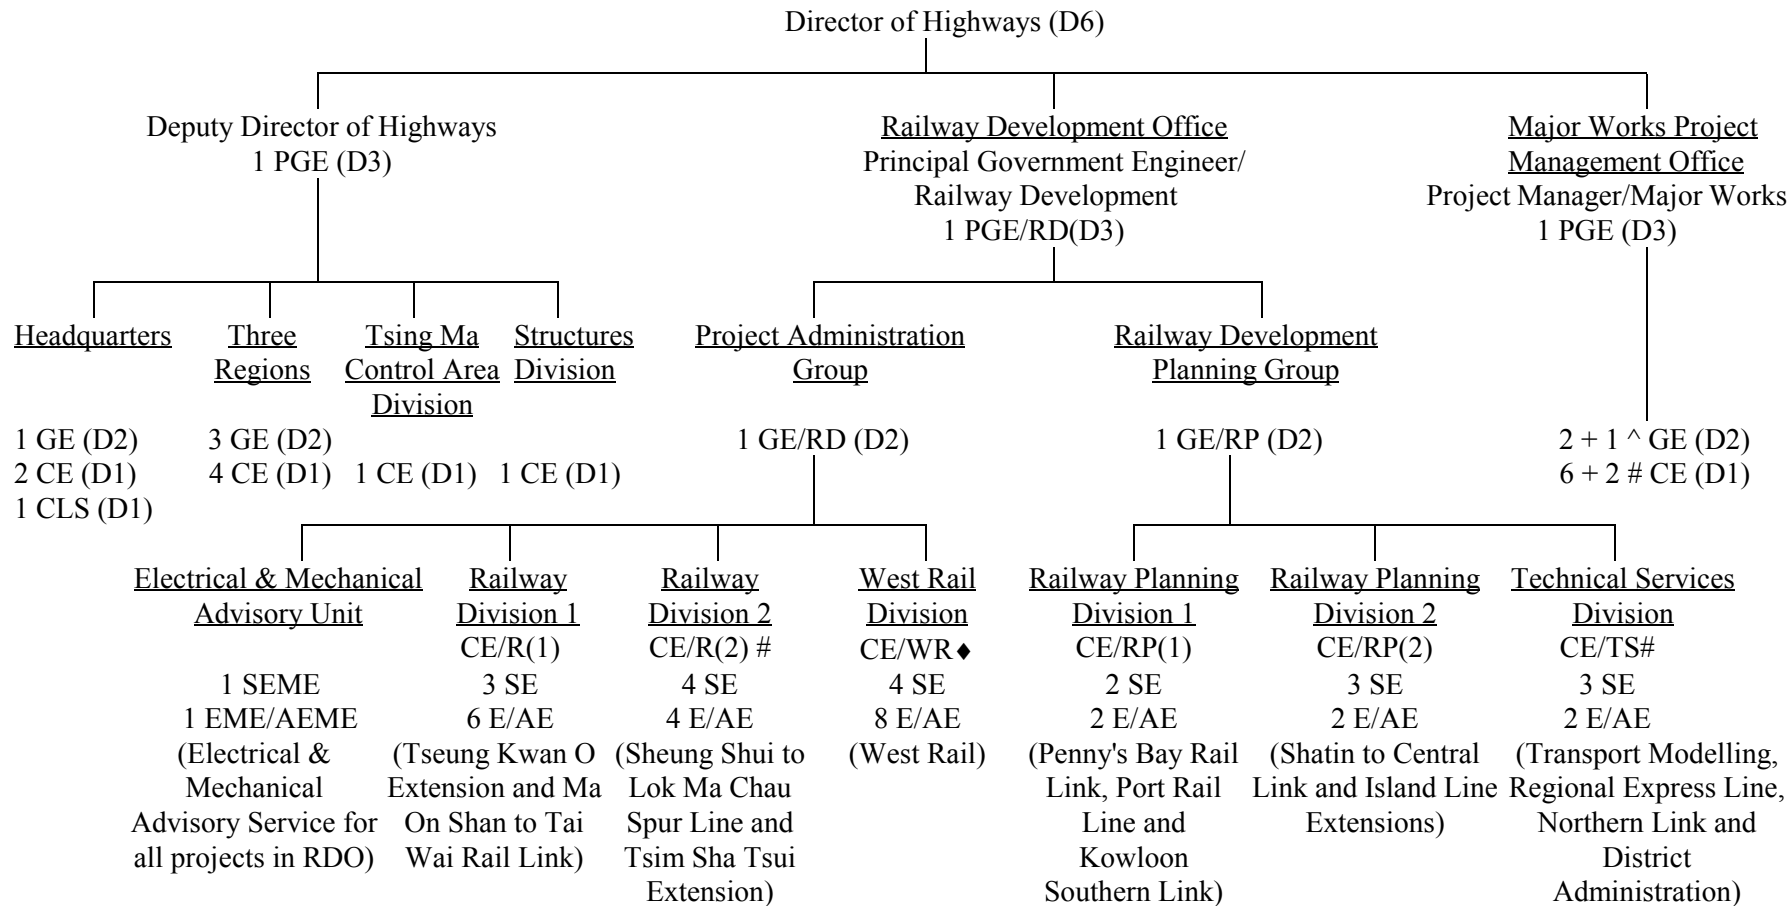 Director of Highways (D6)
Deputy Director of Highways
1 PGE (D3)
Railway Development Office
Principal Government Engineer/
Railway Development
1 PGE/RD(D3)
Major Works Project
Management Office
Project Manager/Major Works
1 PGE (D3)
Headquarters
1 GE (D2)
2 CE (D1)
1 CLS (D1)
Three
Regions
3 GE (D2)
4 CE (D1)
Tsing Ma
Control Area
Division
1 CE (D1)
Structures
Division
1 CE (D1)
Project Administration
Group
1 GE/RD (D2)
Railway Development
Planning Group
1 GE/RP (D2)
2 + 1 ^ GE (D2)
6 + 2 # CE (D1)
Electrical & Mechanical
Advisory Unit
1 SEME
1 EME/AEME
(Electrical &
Mechanical
Advisory Service for
all projects in RDO)
Railway
Division 1
CE/R(1)
3 SE
6 E/AE
(Tseung Kwan O
Extension and Ma
On Shan to Tai
Wai Rail Link)
Railway
Division 2
CE/R(2) #
4 SE
4 E/AE
(Sheung Shui to
Lok Ma Chau
Spur Line and
Tsim Sha Tsui
Extension)
West Rail
Division
CE/WR♦
4 SE
8 E/AE
(West Rail)
Railway Planning
Division 1
CE/RP(1)
2 SE
2 E/AE
(Penny's Bay Rail
Link, Port Rail
Line and
Kowloon
Southern Link)
Railway Planning
Division 2
CE/RP(2)
3 SE
2 E/AE
(Shatin to Central
Link and Island Line
Extensions)
Technical Services
Division
CE/TS#
3 SE
2 E/AE
(Transport Modelling,
Regional Express Line,
Northern Link and
District
Administration)